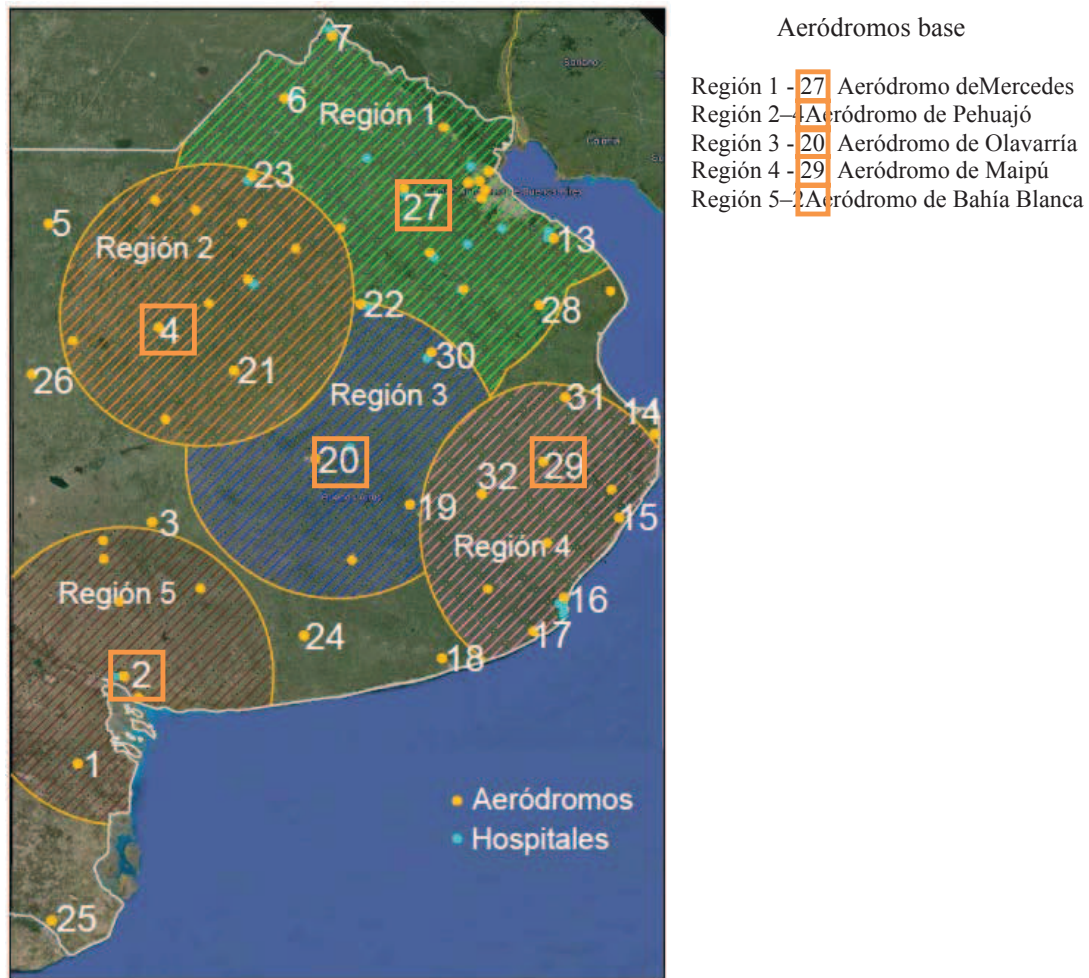 Aeródromos base
Región 1 - 27 Aeródromo deMercedes
Región 2–4Aeródromo de Pehuajó
Región 3 - 20 Aeródromo de Olavarría
Región 4 - 29 Aeródromo de Maipú
Región 5–2Aeródromo de Bahía Blanca
7
6
Región 1
23
27
5
Región 2
13
22
28
4
30
26
21
Región 3
31
14
20
29
32
19
15
3
Región 4
Región 5
16
24
17
18
2
1
Aeródromos
Hospitales
25